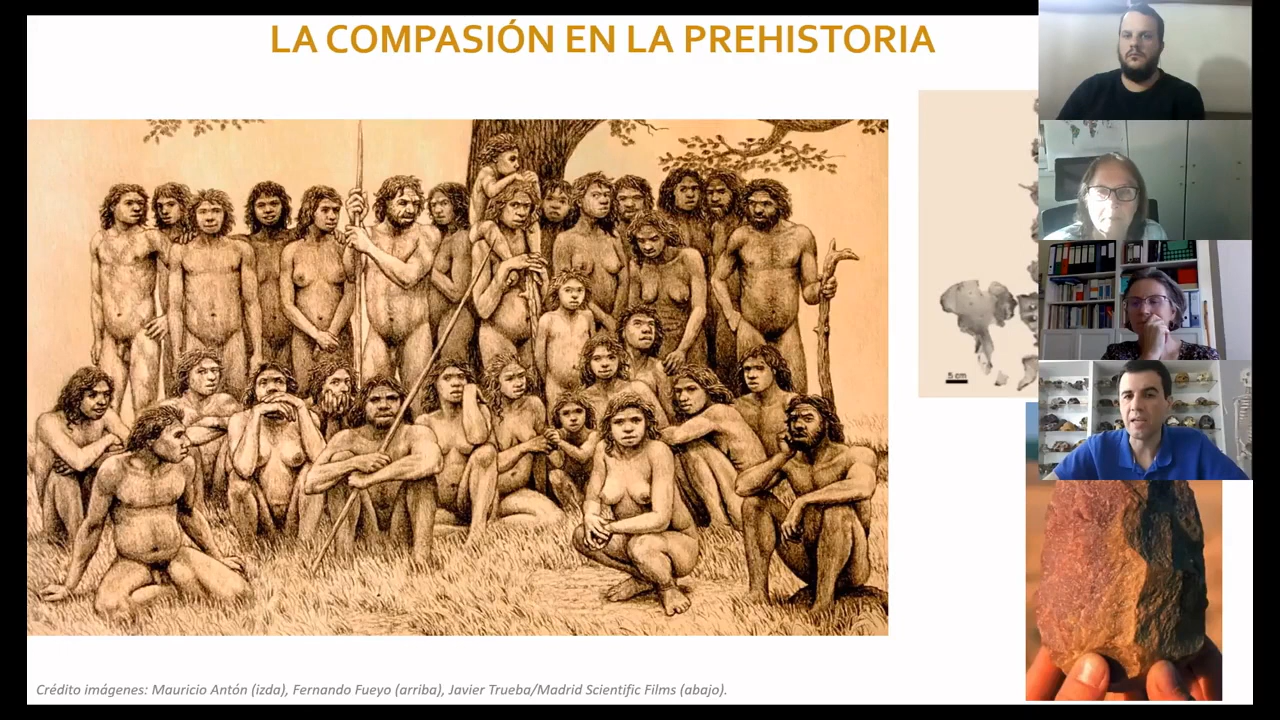 LA COMPASIÓN EN LA PREHISTORIA
5 cm
Crédito imágenes: Mauricio Antón (izda), Fernando Fueyo (arriba), Javier Trueba/Madrid Scientific Films (abajo).